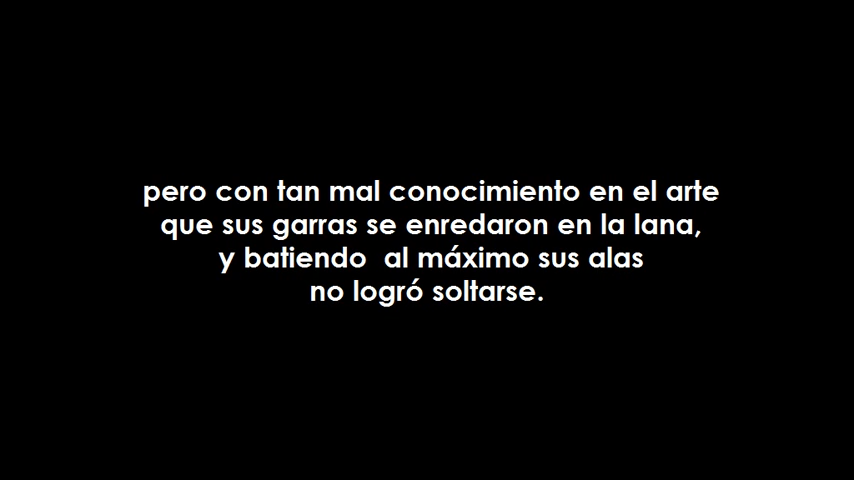 pero con tan mal conocimiento en el arte
que sus garras se enredaron en la lana,
y batiendo  al máximo sus alas
no logró soltarse.